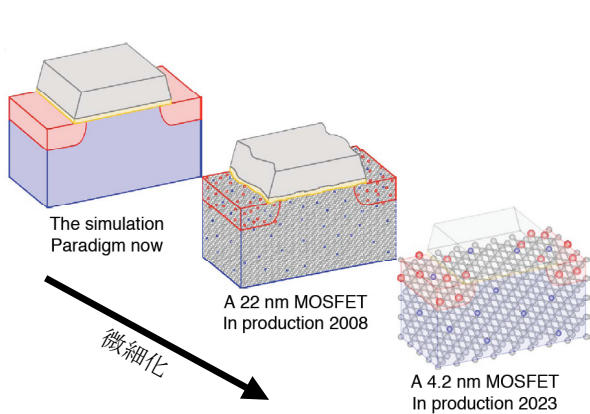 The simulation
Paradigm now
A 22 nm MOSFET
In production 2008
微細化
A 4.2 nm MOSFET
In production 2023